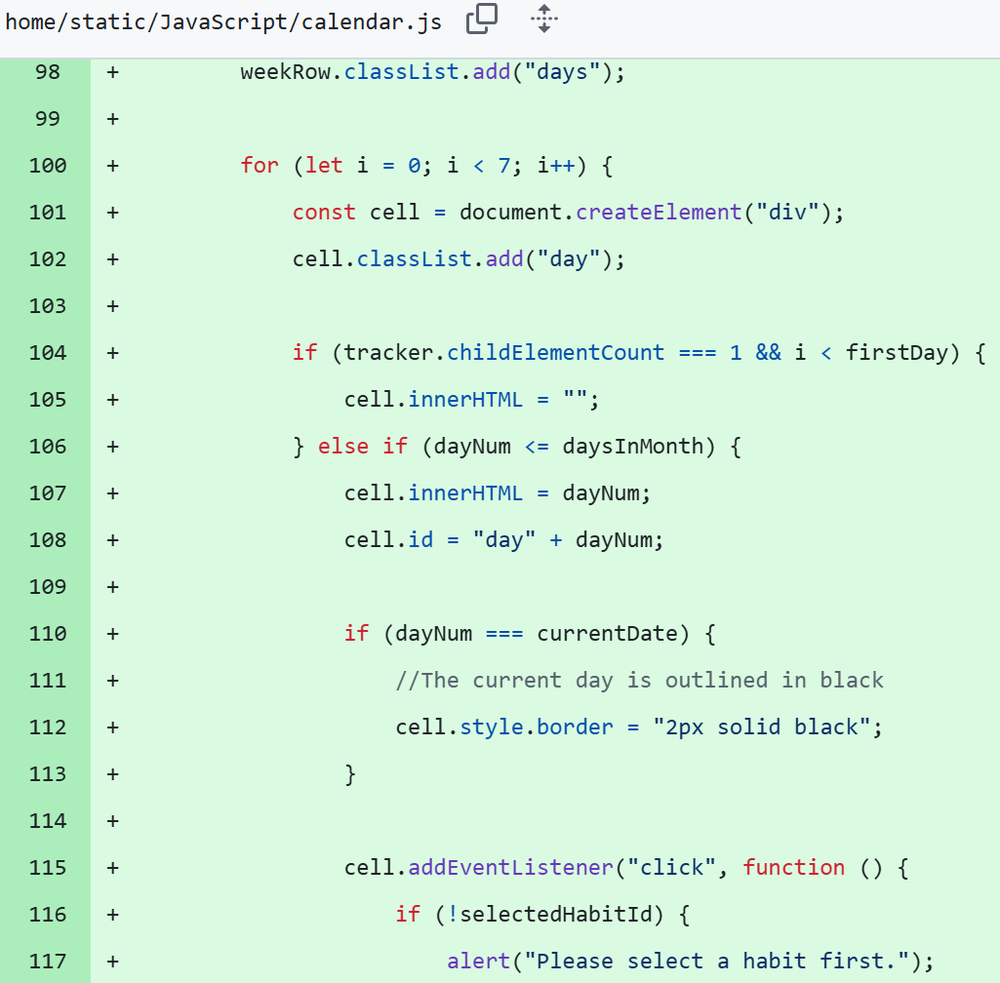 home/static/JavaScript/calendar.js
98 + weekRow.classList.add("days");
99 +
100 + for (let i = 0; i < 7; i++) {
101 + const cell = document.createElement("div");
102 + cell.classList.add("day");
103 +
104 + if (tracker.childElementCount === 1 && i < firstDay) {
105 + cell.innerHTML = "";
106 + } else if (dayNum <= daysInMonth) {
107 + cell.innerHTML = dayNum;
108 + cell.id = "day" + dayNum;
109 +
110 + if (dayNum === currentDate) {
111 + //The current day is outlined in black
112 + cell.style.border = "2px solid black";
113 + }
114 +
115 + cell.addEventListener("click", function () {
116 + if (!selectedHabitId) {
117 + alert("Please select a habit first.");